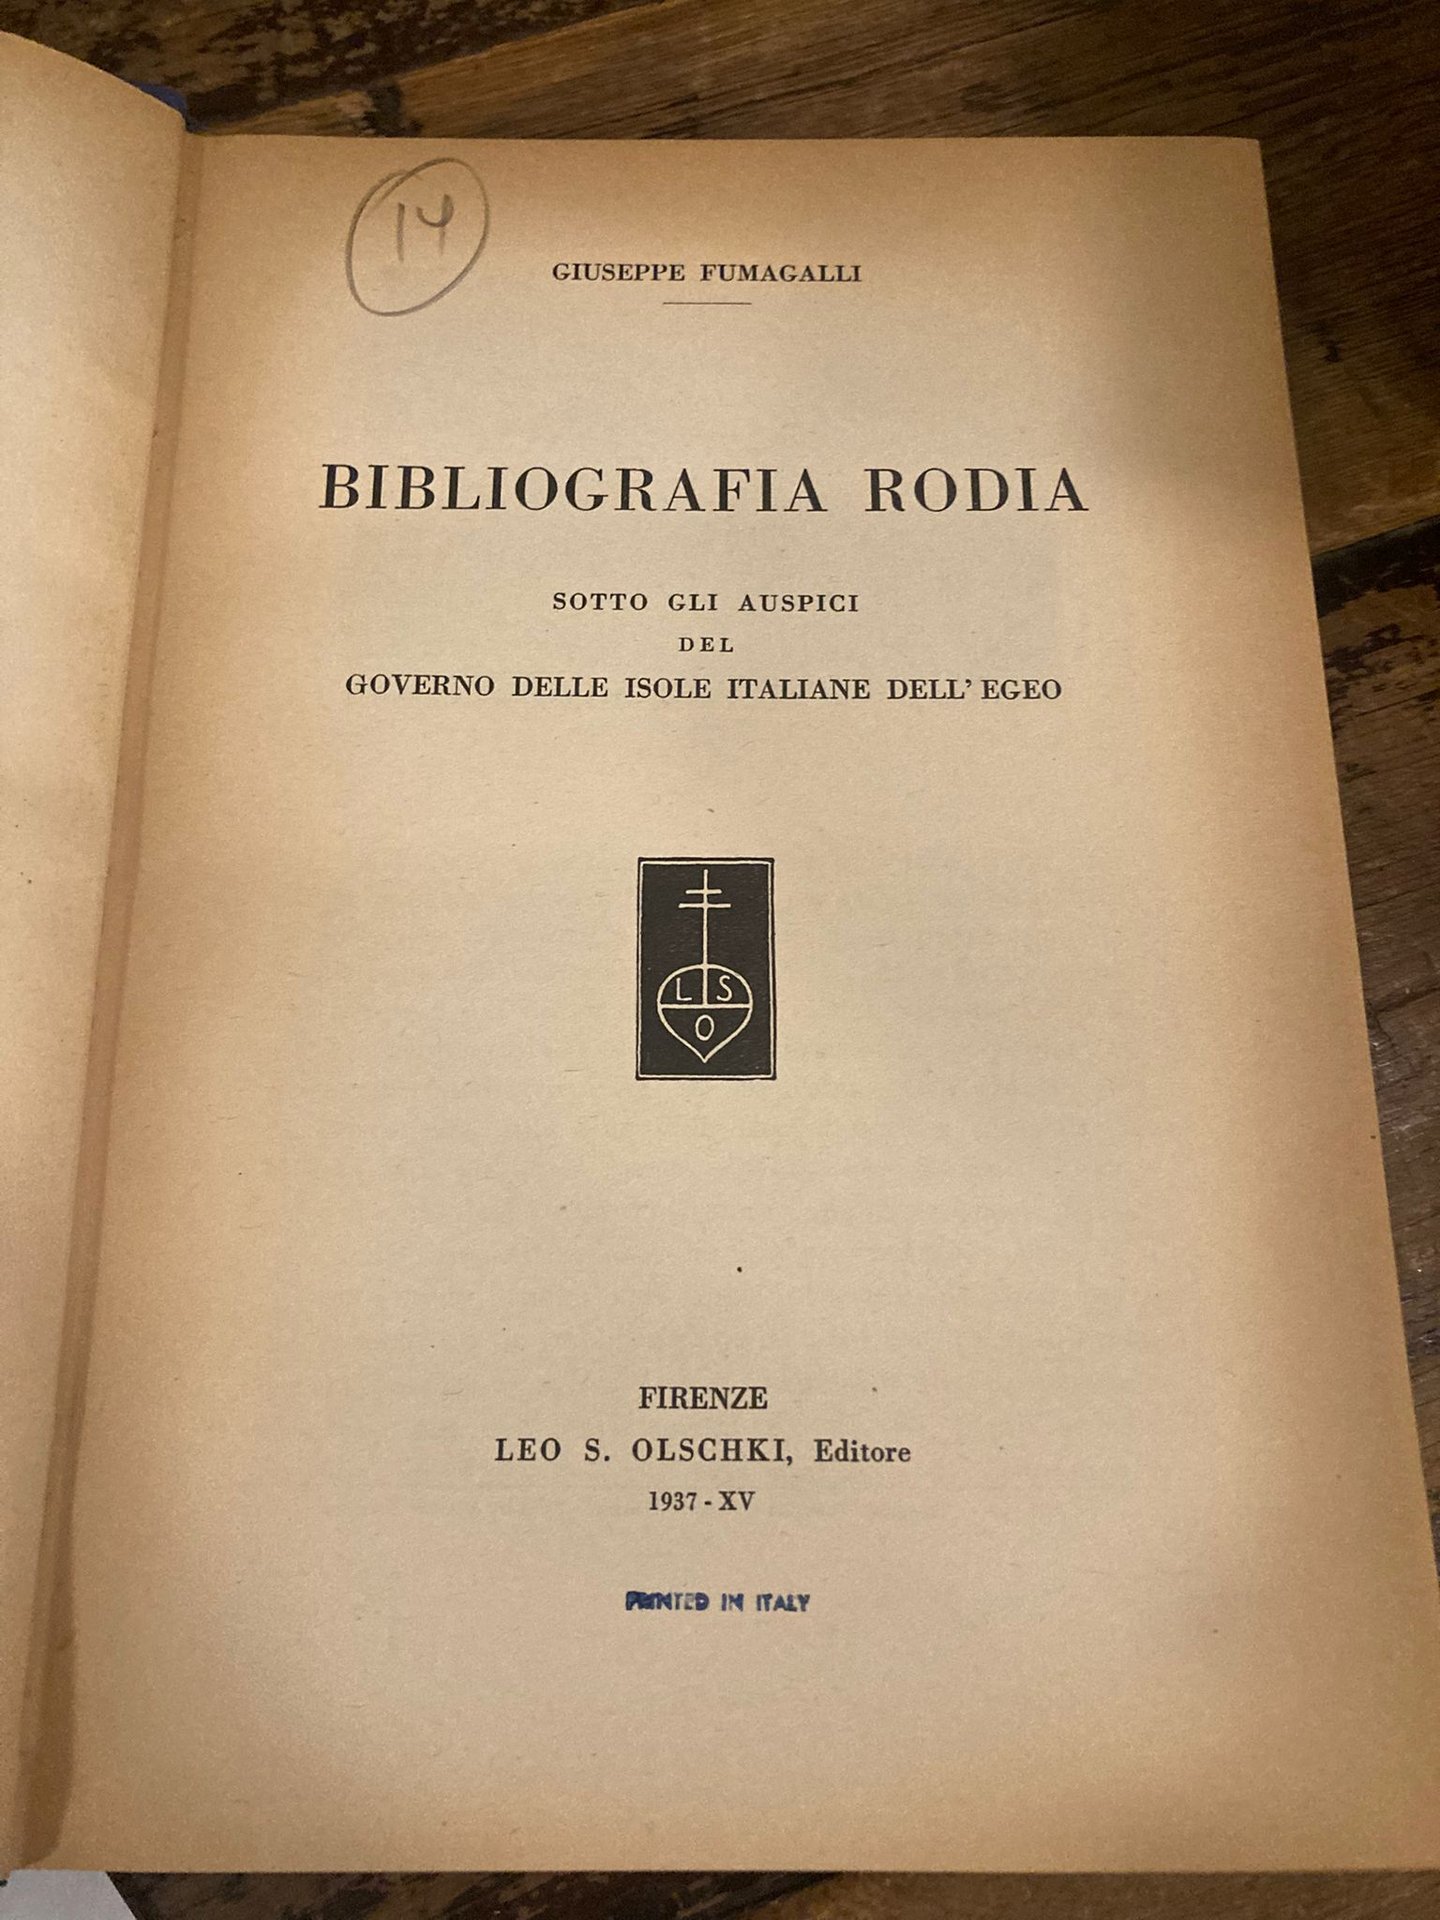 14
GIUSEPPE FUMAGALLI
BIBLIOGRAFIA RODIA
SOTTO GLI AUSPICI
DEL
GOVERNO DELLE ISOLE ITALIANE DELL' EGEO
L S
O
FIRENZE
LEO S. OLSCHKI, Editore
1937 - XV
PRINTED IN ITALY